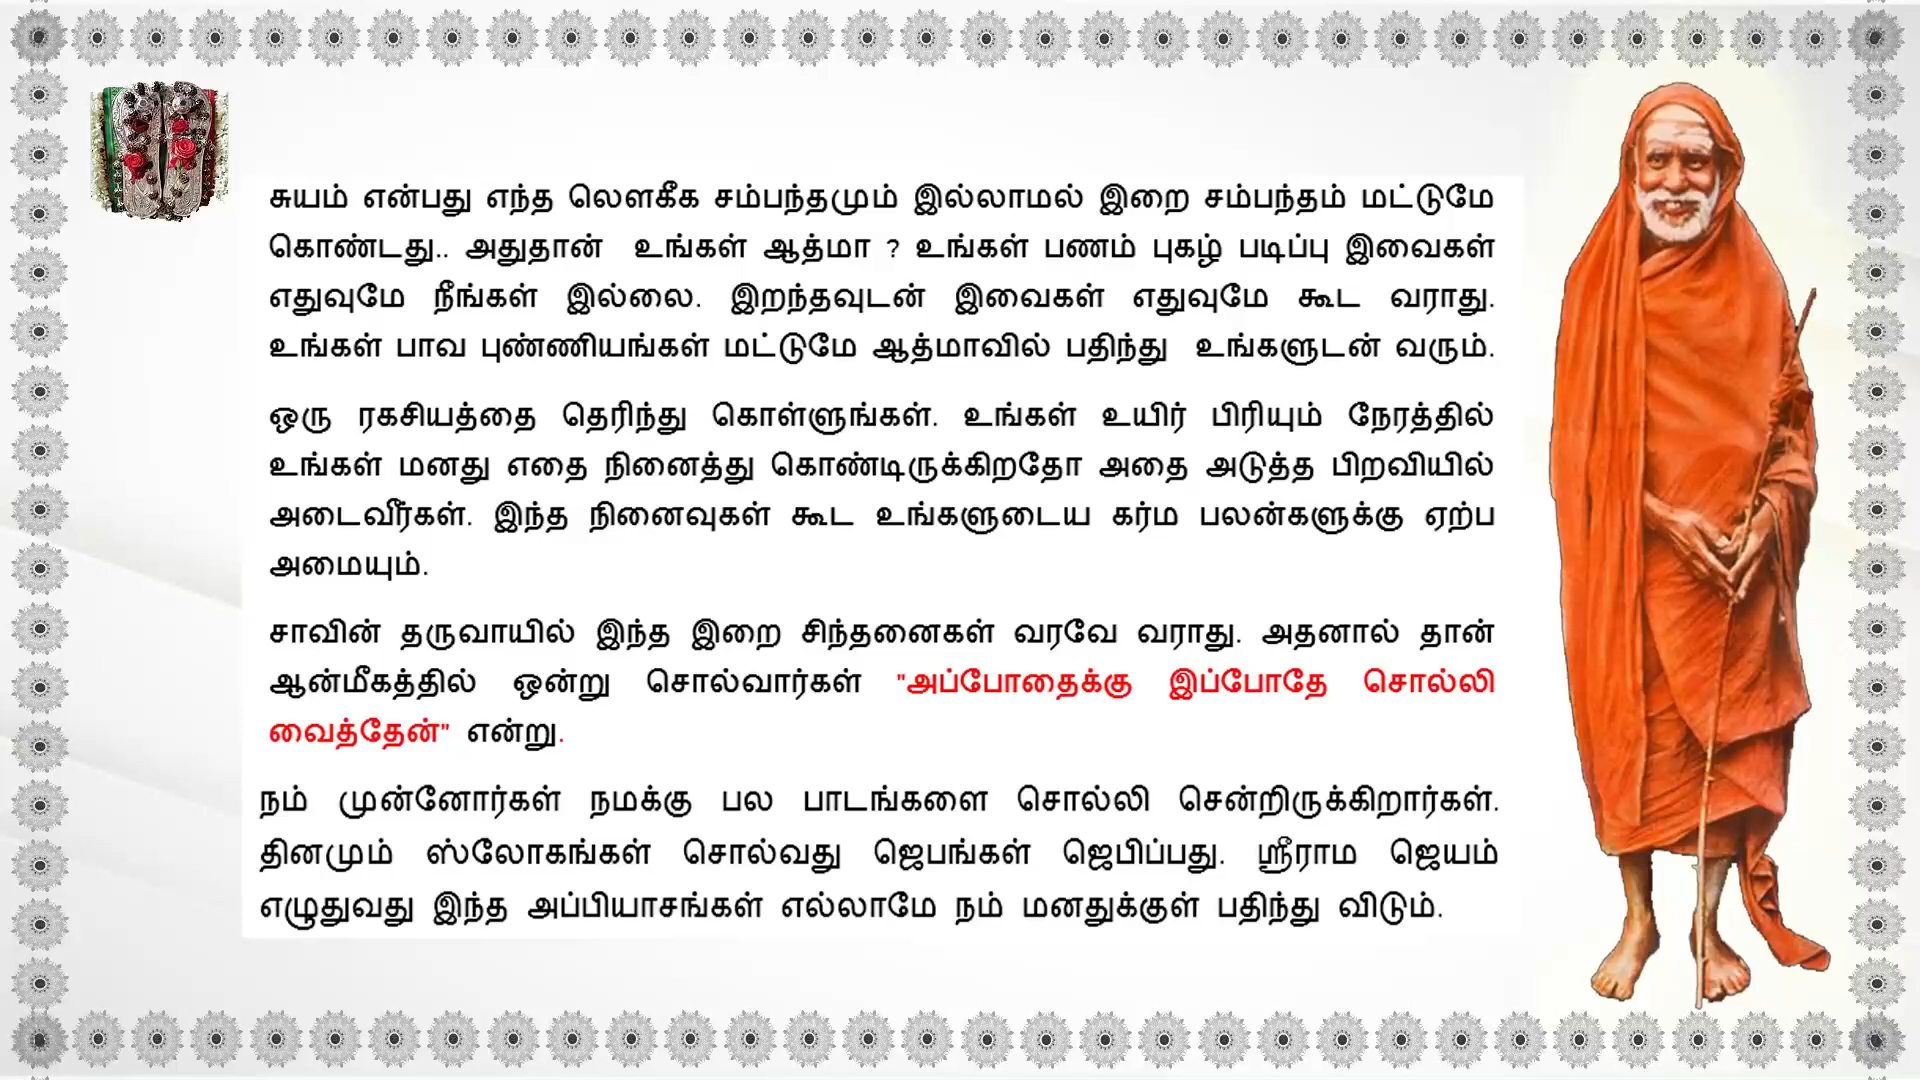 சுயம் என்பது எந்த லௌகீக சம்பந்தமும் இல்லாமல் இறை சம்பந்தம் மட்டுமே
கொண்டது.. அதுதான் உங்கள் ஆத்மா ? உங்கள் பணம் புகழ் படிப்பு இவைகள்
எதுவுமே நீங்கள் இல்லை. இறந்தவுடன் இவைகள் எதுவுமே கூட வராது.
உங்கள் பாவ புண்ணியங்கள் மட்டுமே ஆத்மாவில் பதிந்து உங்களுடன் வரும்.
ஒரு ரகசியத்தை தெரிந்து கொள்ளுங்கள். உங்கள் உயிர் பிரியும் நேரத்தில்
உங்கள் மனது எதை நினைத்து கொண்டிருக்கிறதோ அதை அடுத்த பிறவியில்
அடைவீர்கள். இந்த நினைவுகள் கூட உங்களுடைய கர்ம பலன்களுக்கு ஏற்ப
அமையும்.
சாவின் தருவாயில் இந்த இறை சிந்தனைகள் வரவே வராது. அதனால் தான்
ஆன்மீகத்தில் ஒன்று சொல்வார்கள் "அப்போதைக்கு இப்போதே சொல்லி
வைத்தேன்" என்று.
நம் முன்னோர்கள் நமக்கு பல பாடங்களை சொல்லி சென்றிருக்கிறார்கள்.
தினமும் ஸ்லோகங்கள் சொல்வது ஜெபங்கள் ஜெபிப்பது. ஸ்ரீராம ஜெயம்
எழுதுவது இந்த அப்பியாசங்கள் எல்லாமே நம் மனதுக்குள் பதிந்து விடும்.